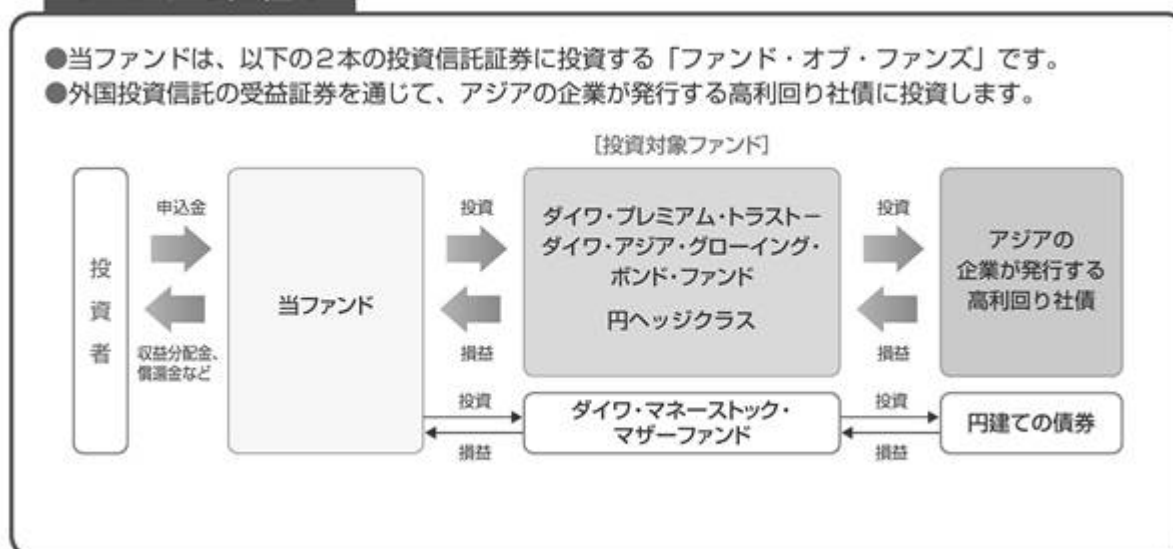 ●当ファンドは、以下の2本の投資信託証券に投資する「ファンド・オブ・ファンズ」です。
●外国投資信託の受益証券を通じて、アジアの企業が発行する高利回り社債に投資します。
[投資対象ファンド]
投資者
申込金
収益分配金、
償還金など
当ファンド
投資
損益
ダイワ・プレミアム・トラスト－
ダイワ・アジア・グローイング・
ボンド・ファンド
円ヘッジクラス
投資
損益
アジアの
企業が発行する
高利回り社債
投資
損益
ダイワ・マネーストック・
マザーファンド
投資
損益
円建ての債券